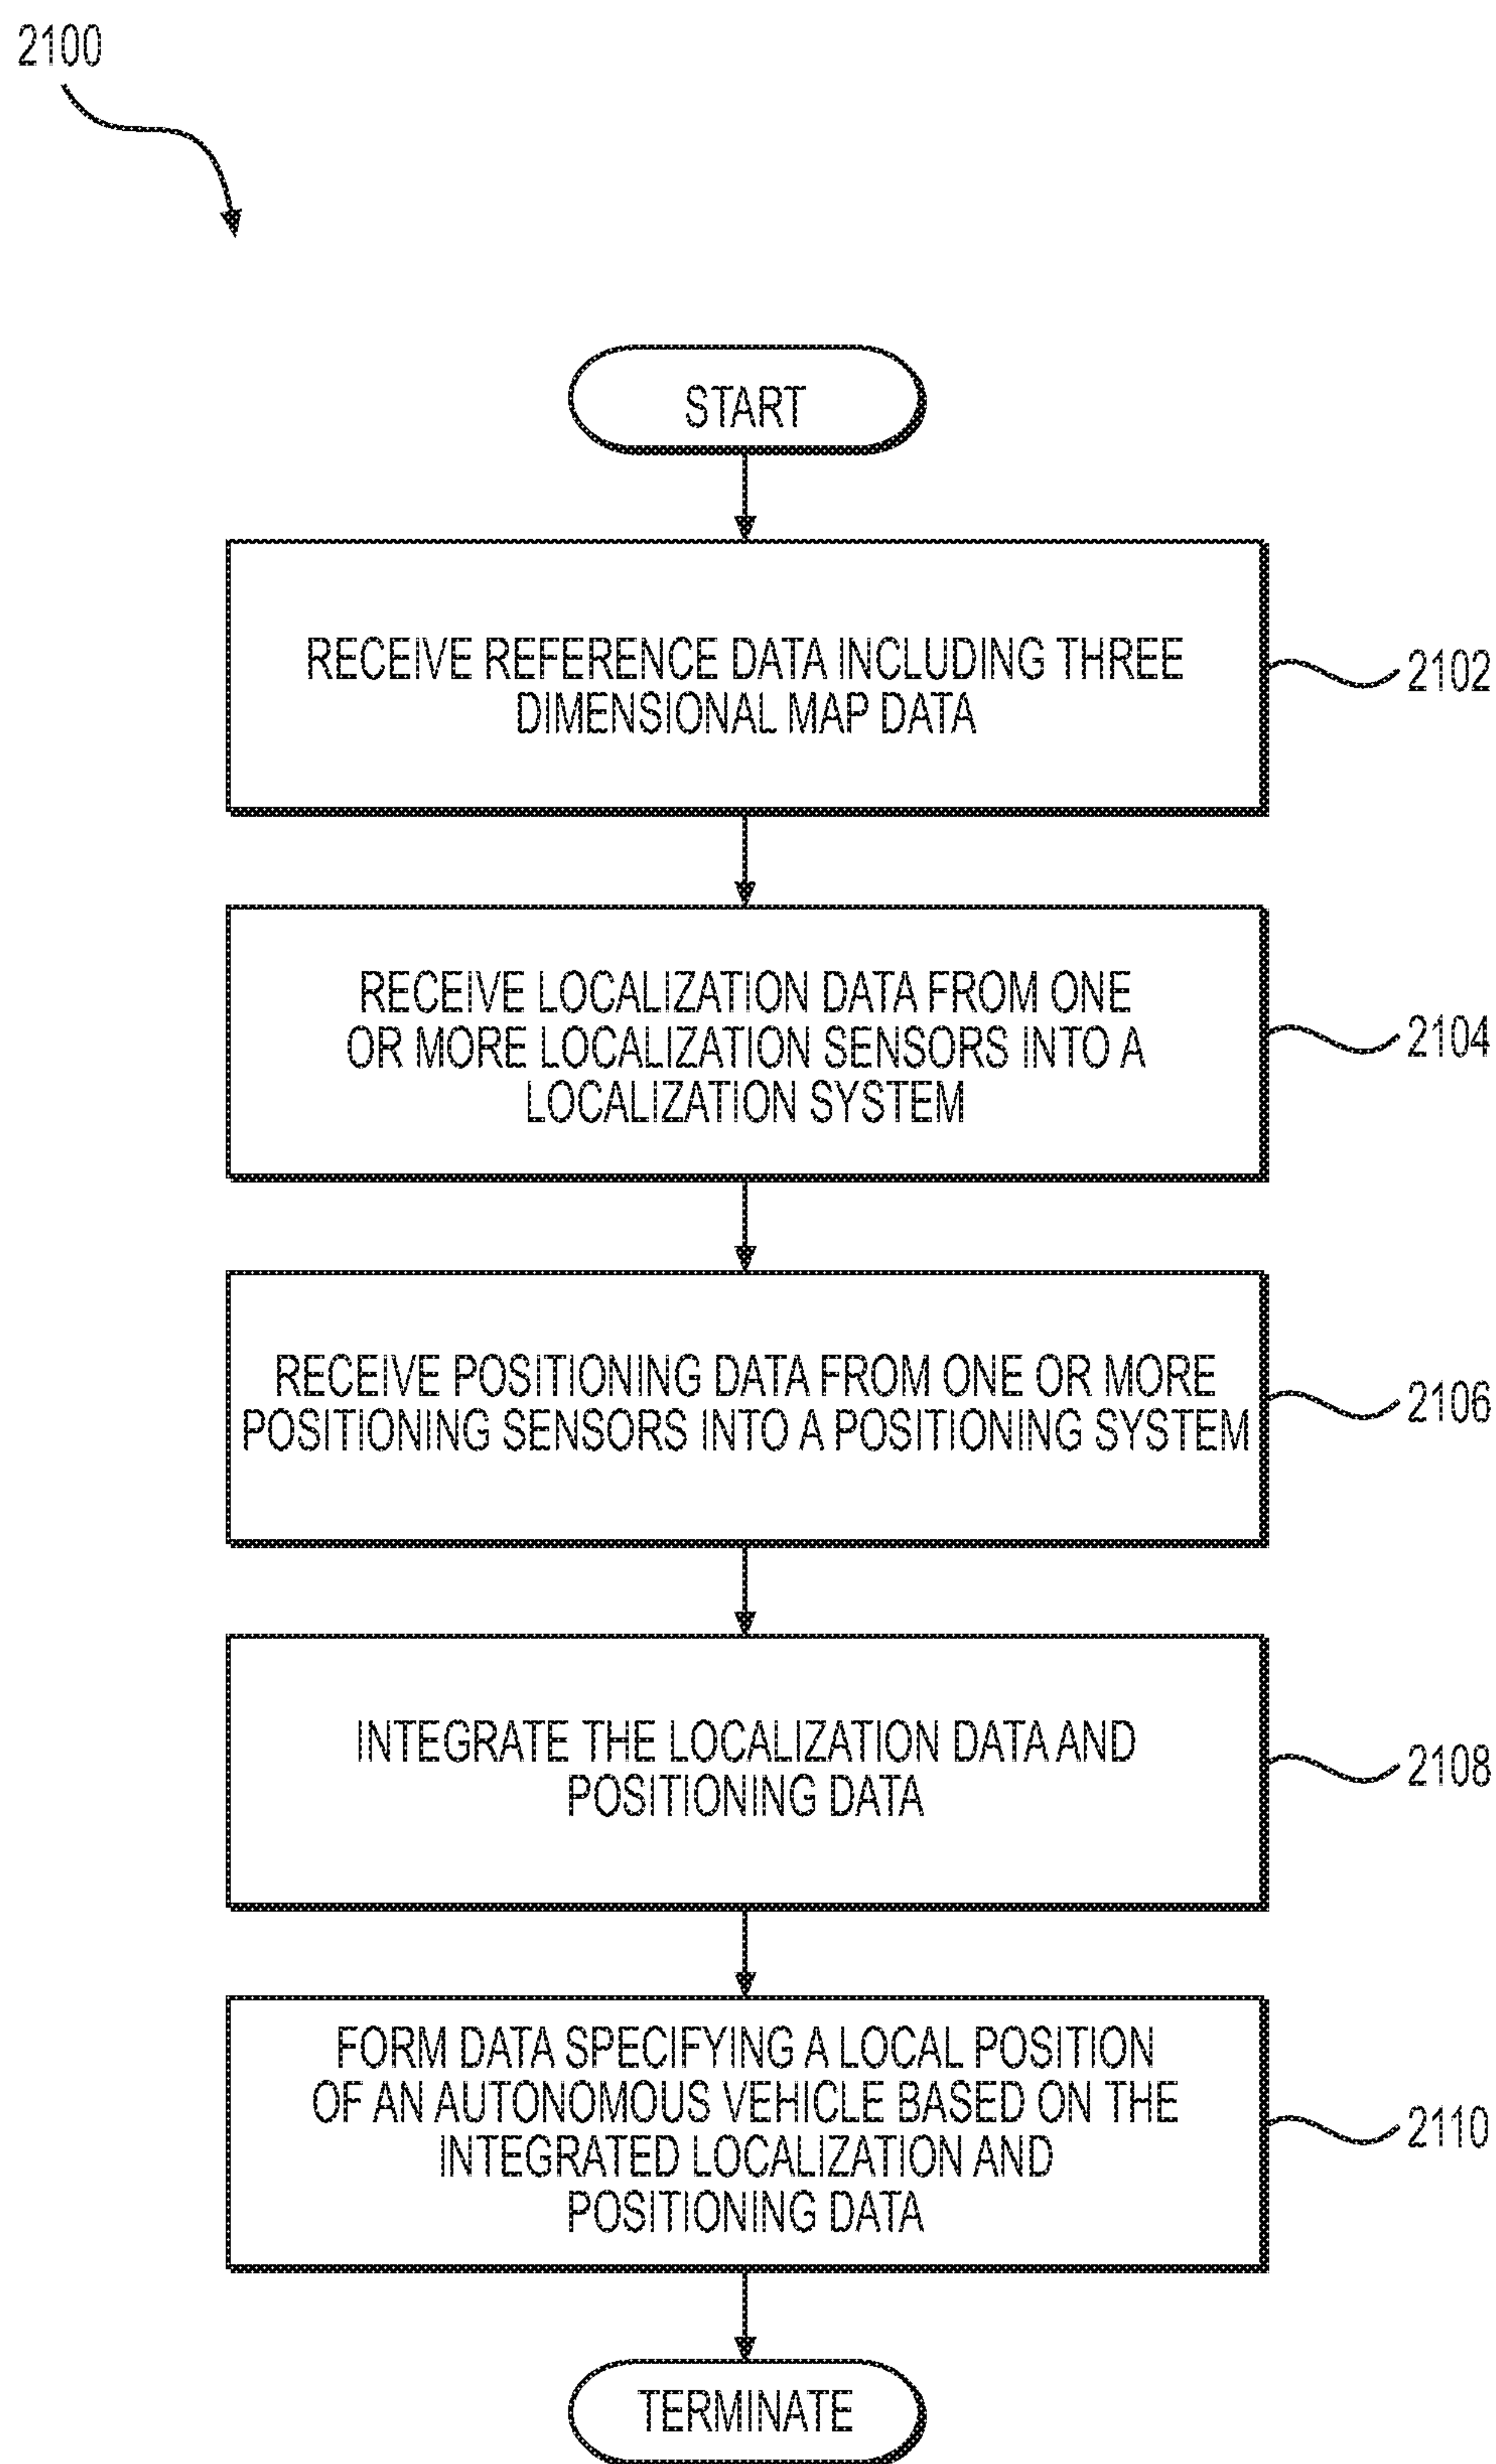 2100
START
RECEIVE REFERENCE DATA INCLUDING THREE
DIMENSIONAL MAP DATA
2102
RECEIVE LOCALIZATION DATA FROM ONE
OR MORE LOCALIZATION SENSORS INTO A
LOCALIZATION SYSTEM
2104
RECEIVE POSITIONING DATA FROM ONE OR MORE
POSITIONING SENSORS INTO A POSITIONING SYSTEM
2106
INTEGRATE THE LOCALIZATION DATA AND
POSITIONING DATA
2108
FORM DATA SPECIFYING A LOCAL POSITION
OF AN AUTONOMOUS VEHICLE BASED ON THE
INTEGRATED LOCALIZATION AND
POSITIONING DATA
2110
TERMINATE